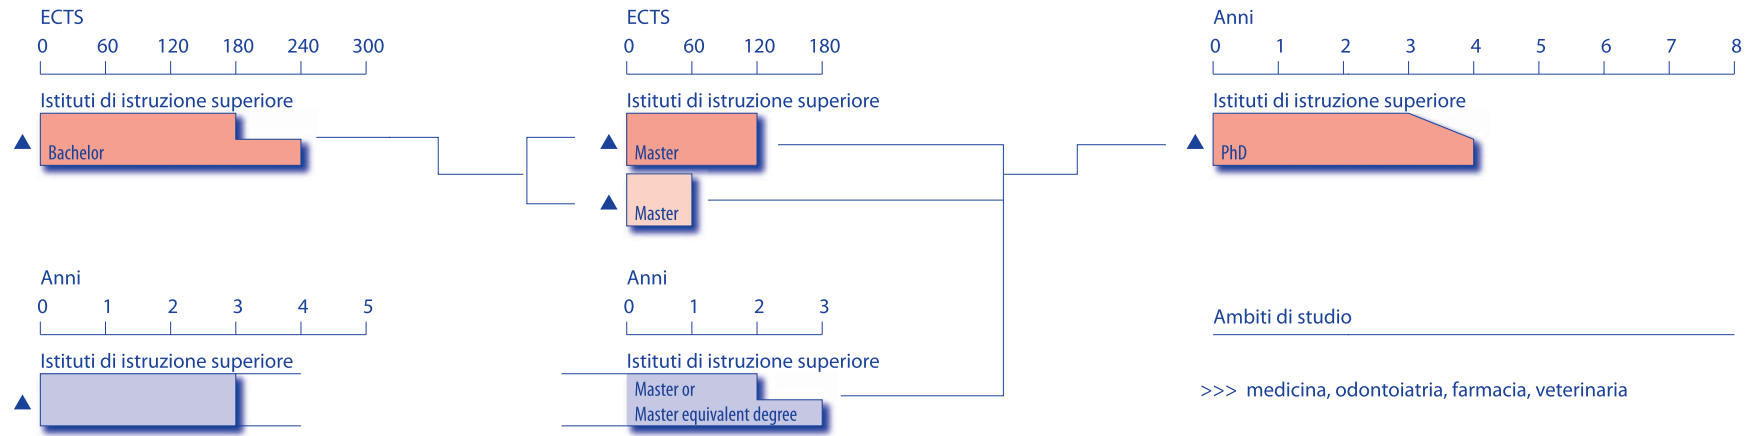 ECTS
0 60 120 180 240 300
Istituti di istruzione superiore
Bachelor
ECTS
0 60 120 180
Istituti di istruzione superiore
Master
Master
Anni
0 1 2 3 4 5 6 7 8
Istituti di istruzione superiore
PhD
Anni
0 1 2 3 4 5
Istituti di istruzione superiore
Anni
0 1 2 3
Istituti di istruzione superiore
Master or
Master equivalent degree
Ambiti di studio
>>> medicina, odontoiatria, farmacia, veterinaria